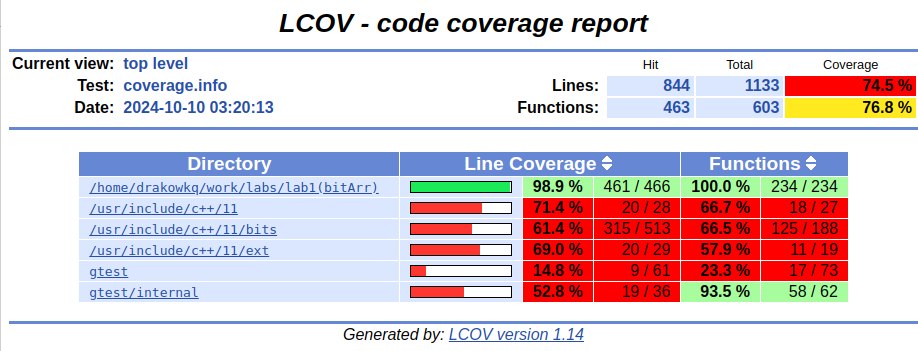 LCOV - code coverage report
Current view: top level
Hit Total Coverage
Test: coverage.info Lines: 844 1133 74.5 %
Date: 2024-10-10 03:20:13 Functions: 463 603 76.8 %
Directory Line Coverage Functions
/home/drakowkq/work/labs/lab1(bitArr) 98.9 % 461 / 466 100.0 % 234 / 234
/usr/include/c++/11 71.4 % 20 / 28 66.7 % 18 / 27
/usr/include/c++/11/bits 61.4 % 315 / 513 66.5 % 125 / 188
/usr/include/c++/11/ext 69.0 % 20 / 29 57.9 % 11 / 19
gtest 14.8 % 9 / 61 23.3 % 17 / 73
gtest/internal 52.8 % 19 / 36 93.5 % 58 / 62
Generated by: LCOV version 1.14